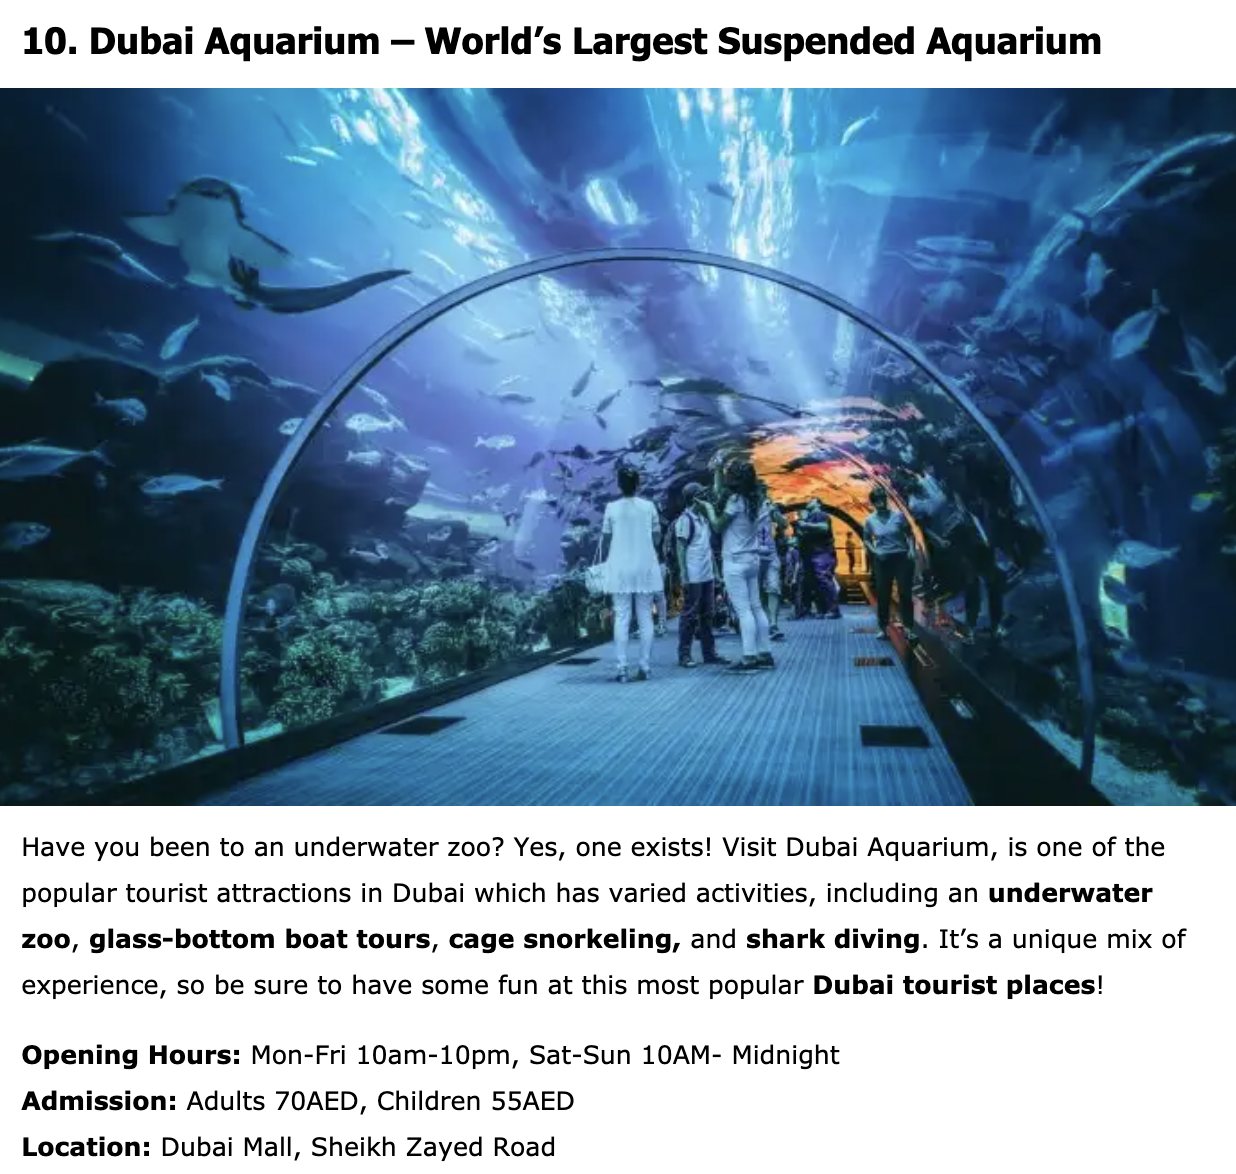 10. Dubai Aquarium – World’s Largest Suspended Aquarium
Have you been to an underwater zoo? Yes, one exists! Visit Dubai Aquarium, is one of the
popular tourist attractions in Dubai which has varied activities, including an underwater
zoo, glass-bottom boat tours, cage snorkeling, and shark diving. It’s a unique mix of
experience, so be sure to have some fun at this most popular Dubai tourist places!
Opening Hours: Mon-Fri 10am-10pm, Sat-Sun 10AM- Midnight
Admission: Adults 70AED, Children 55AED
Location: Dubai Mall, Sheikh Zayed Road